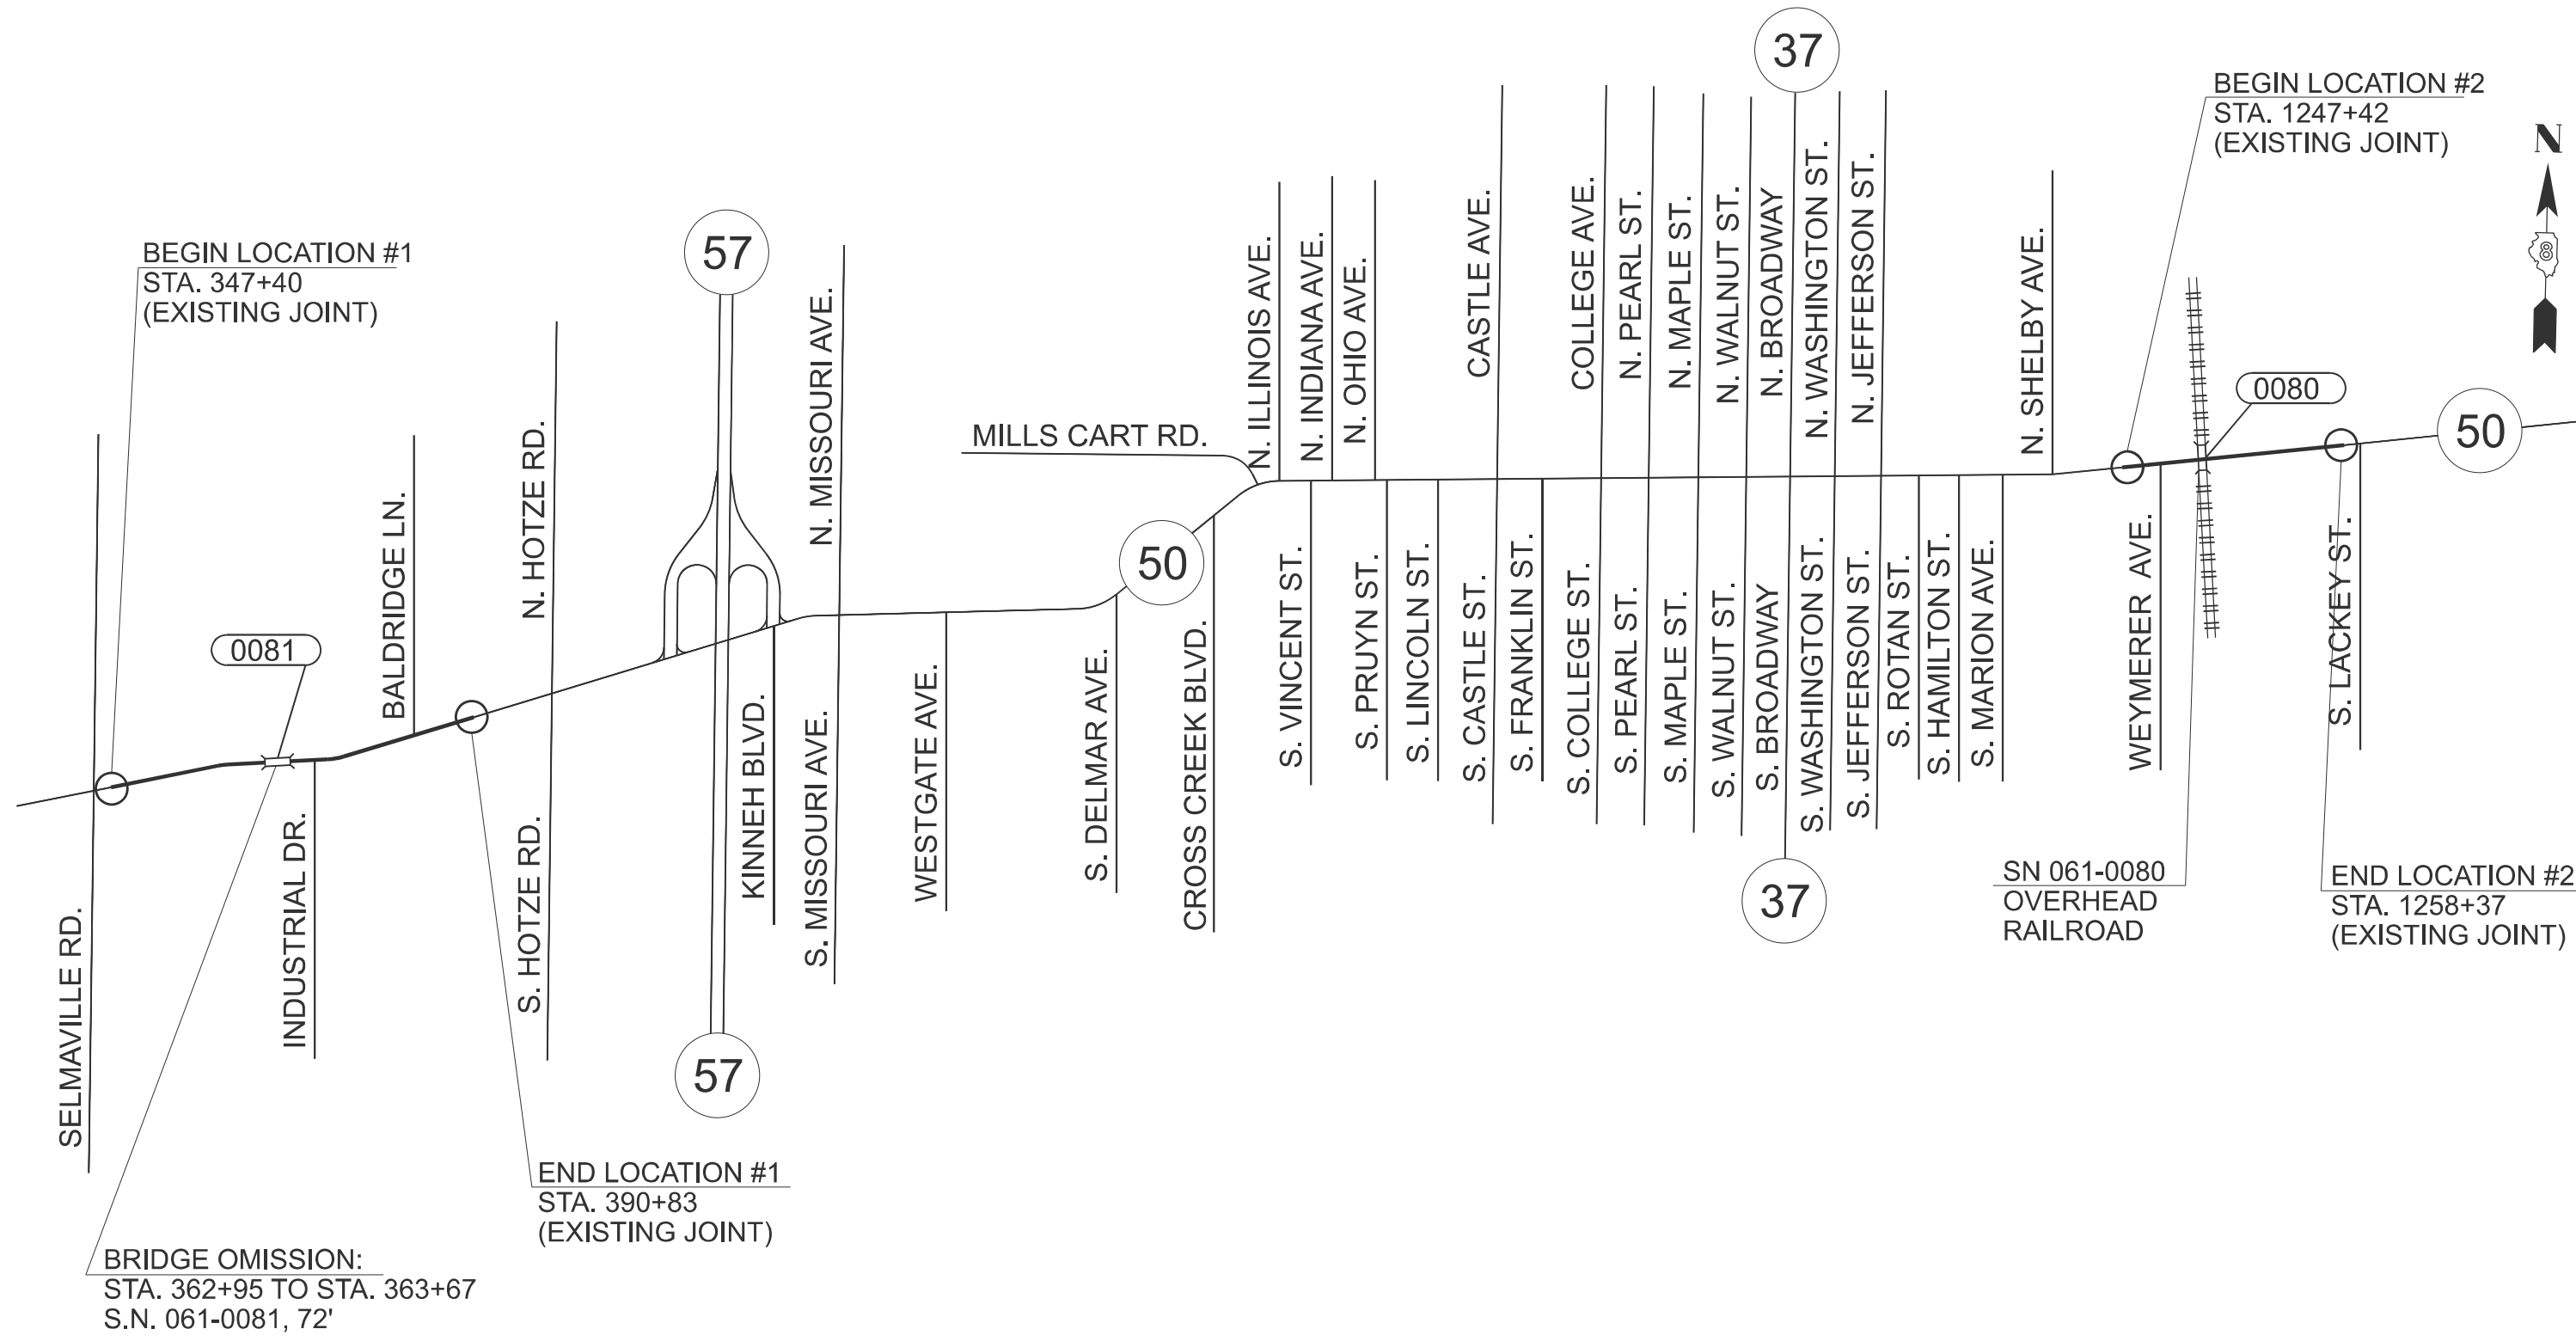 37
BEGIN LOCATION #2
STA. 1247+42
(EXISTING JOINT)
N
8
BEGIN LOCATION #1
STA. 347+40
(EXISTING JOINT)
57
N. HOTZE RD.
BALDRIDGE LN.
N. MISSOURI AVE.
MILLS CART RD.
N. ILLINOIS AVE.
N. INDIANA AVE.
N. OHIO AVE.
CASTLE AVE.
COLLEGE AVE.
N. PEARL ST.
N. MAPLE ST.
N. WALNUT ST.
N. BROADWAY
N. WASHINGTON ST.
N. JEFFERSON ST.
N. SHELBY AVE.
0080
50
50
0081
SELMAVILLE RD.
INDUSTRIAL DR.
S. HOTZE RD.
KINNEH BLVD.
S. MISSOURI AVE.
WESTGATE AVE.
S. DELMAR AVE.
CROSS CREEK BLVD.
S. VINCENT ST.
S. PRUYN ST.
S. LINCOLN ST.
S. CASTLE ST.
S. FRANKLIN ST.
S. COLLEGE ST.
S. PEARL ST.
S. MAPLE ST.
S. WALNUT ST.
S. BROADWAY
S. WASHINGTON ST.
S. JEFFERSON ST.
S. ROTAN ST.
S. HAMILTON ST.
S. MARION AVE.
WEYMERER AVE.
S. LACKEY ST.
37
SN 061-0080
OVERHEAD
RAILROAD
END LOCATION #2
STA. 1258+37
(EXISTING JOINT)
57
END LOCATION #1
STA. 390+83
(EXISTING JOINT)
BRIDGE OMISSION:
STA. 362+95 TO STA. 363+67
S.N. 061-0081, 72'